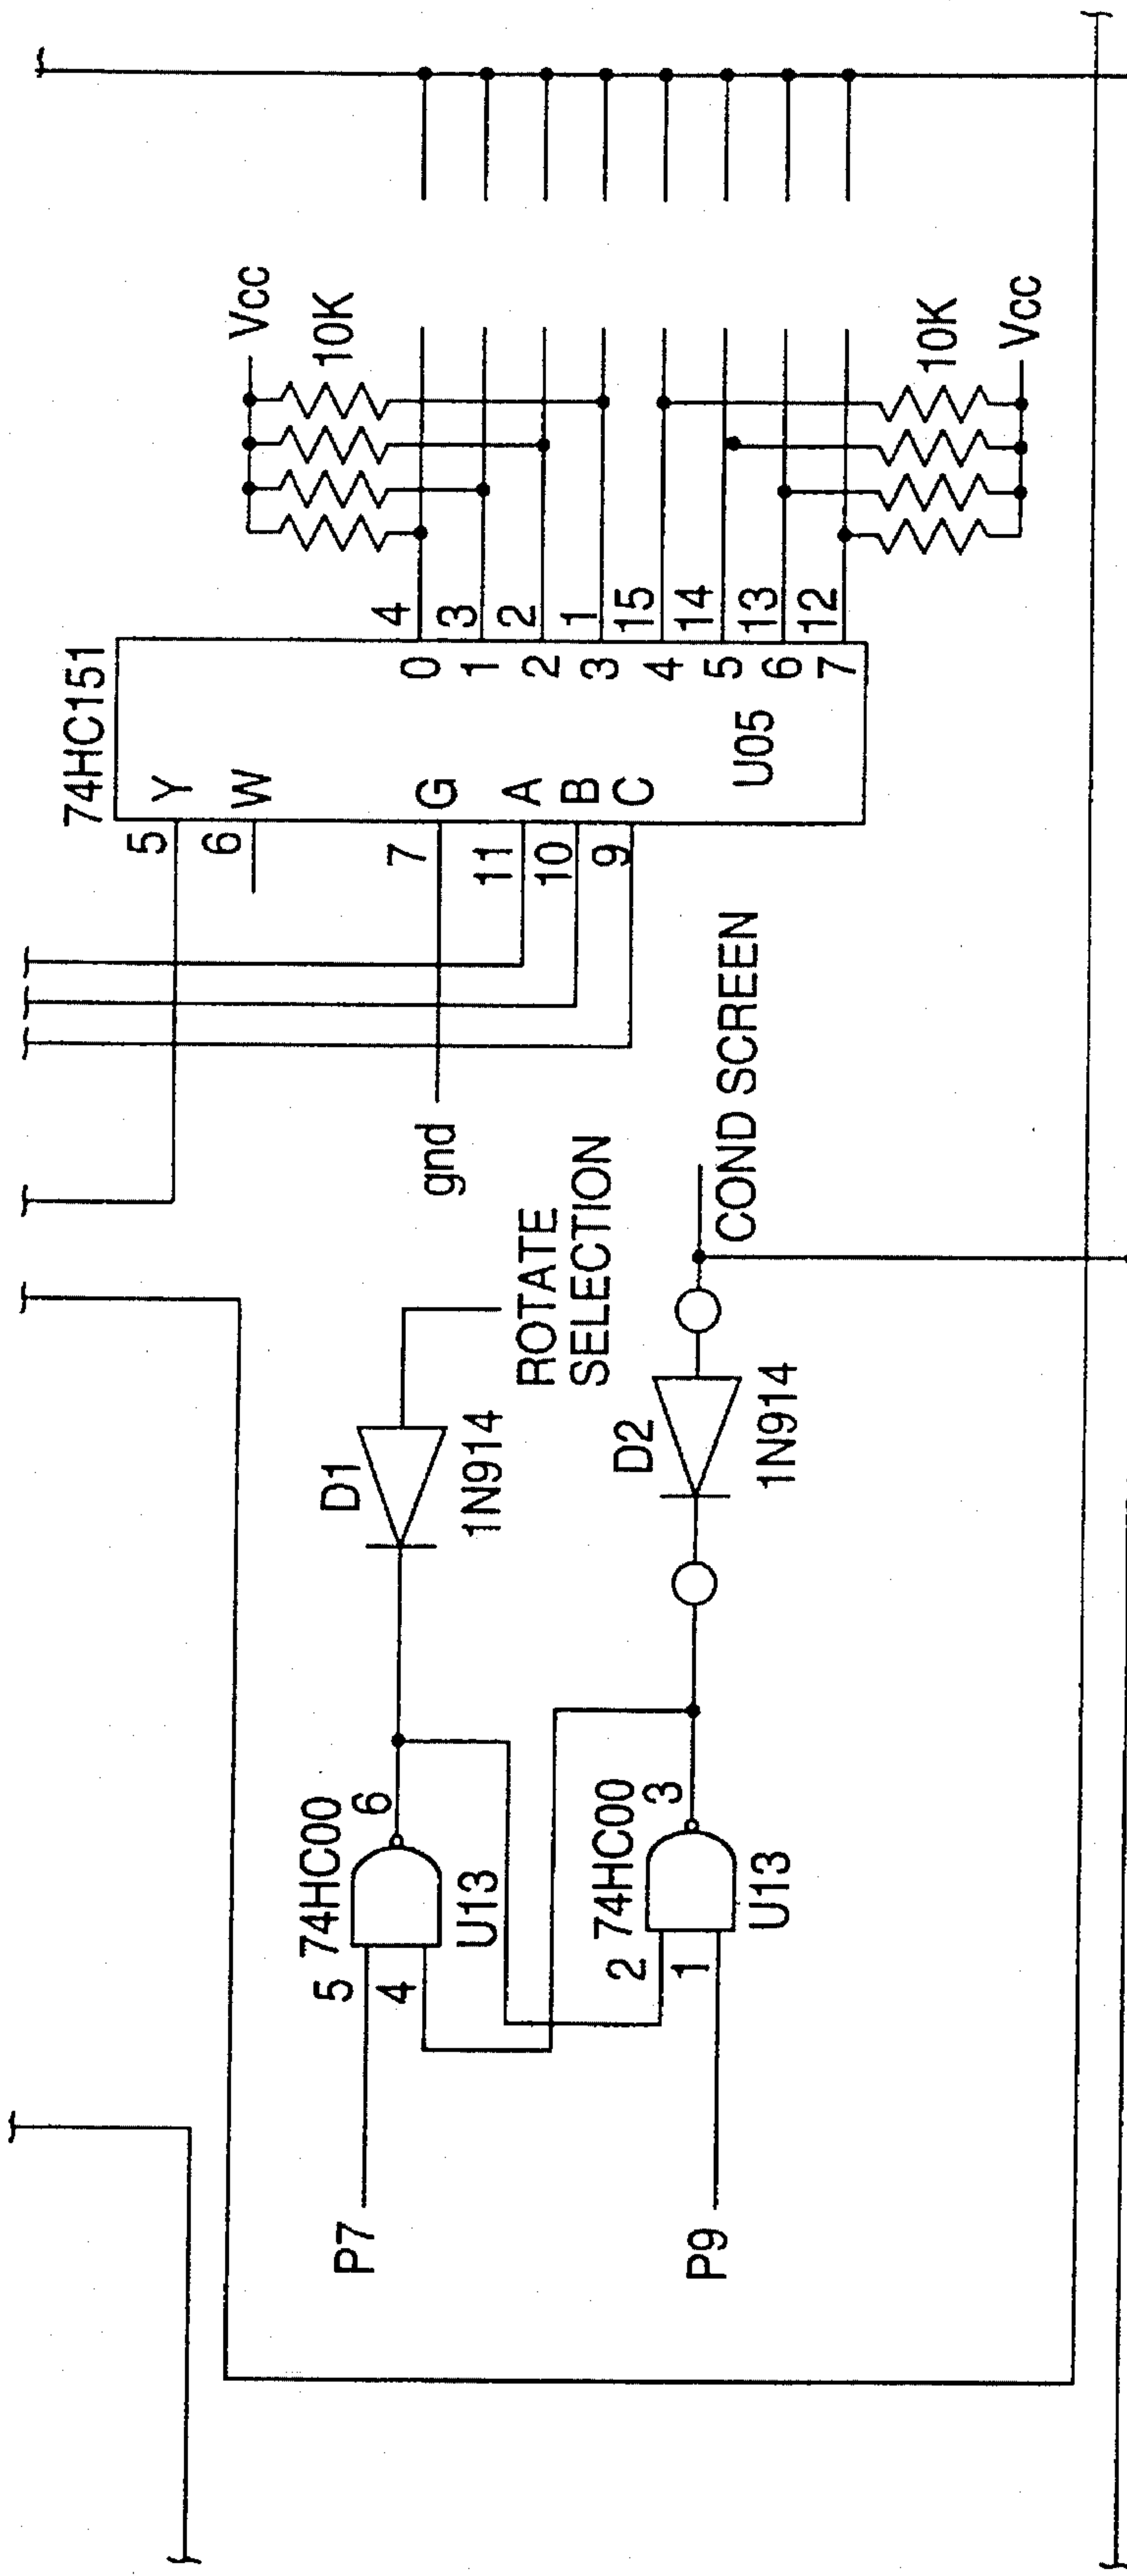 74HC151
Y
W
G
A
B
C
U05
0
1
2
3
4
5
6
7
5
6
7
11
10
9
4
3
2
1
15
14
13
12
Vcc
10K
10K
Vcc
gnd
ROTATE
SELECTION
COND SCREEN
D1
1N914
D2
1N914
74HC00
U13
5
4
6
74HC00
U13
2
1
3
P7
P9